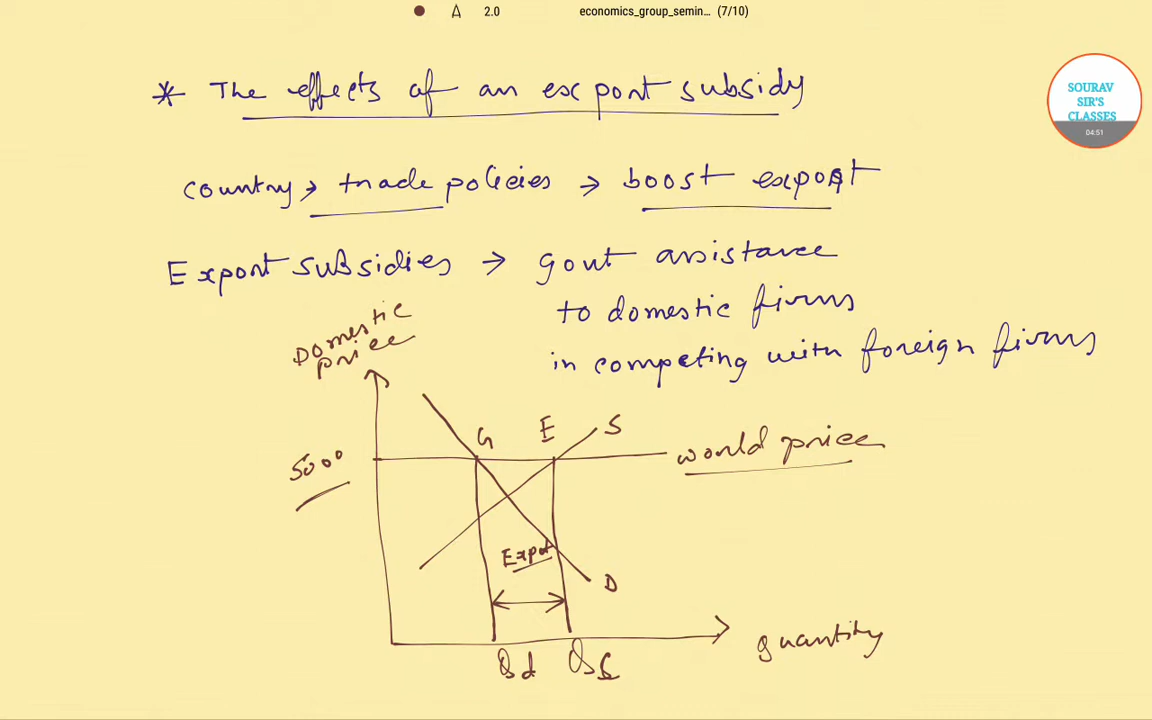 2.0
economics_group_semin... (7/10)
SOURAV
SIR'S
CLASSES
04:51
* The effects of an export subsidy
country → trade policies → boost export
Export subsidies → govt assistance
to domestic firms
in competing with foreign firms
Domestic
price
G E S
world price
5000
Export
D
Qd Qs
quantity